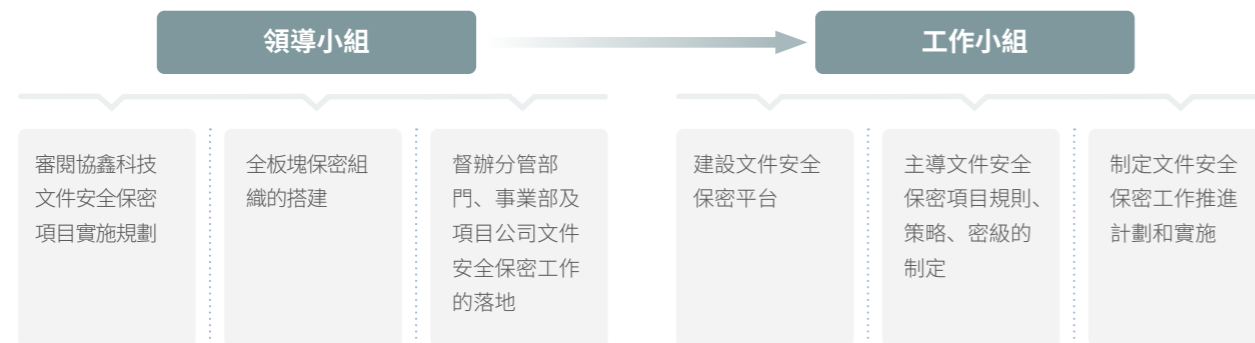 領導小組
工作小組
審閱協鑫科技
文件安全保密
項目實施規劃
全板塊保密組
織的搭建
督辦分管部
門、事業部及
項目公司文件
安全保密工作
的落地
建設文件安全
保密平台
主導文件安全
保密項目規則、
策略、密級的
制定
制定文件安全
保密工作推進
計劃和實施